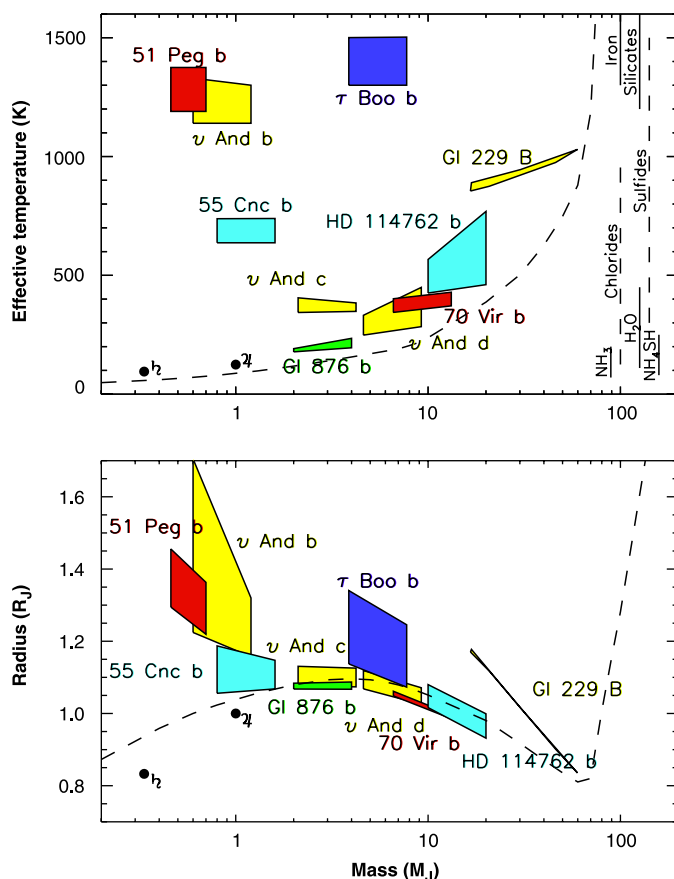 1500
1000
500
0
Effective temperature (K)
51 Peg b
τ Boo b
υ And b
Gl 229 B
55 Cnc b
HD 114762 b
υ And c
70 Vir b
υ And d
Gl 876 b
♄
♃
Iron
Silicates
Sulfides
Chlorides
H₂O
NH₃
NH₄SH
1
10
100
1.6
1.4
1.2
1.0
0.8
Radius (R_J)
51 Peg b
υ And b
τ Boo b
υ And c
55 Cnc b
Gl 229 B
Gl 876 b
υ And d
70 Vir b
HD 114762 b
♃
♄
1
10
100
Mass (M_J)